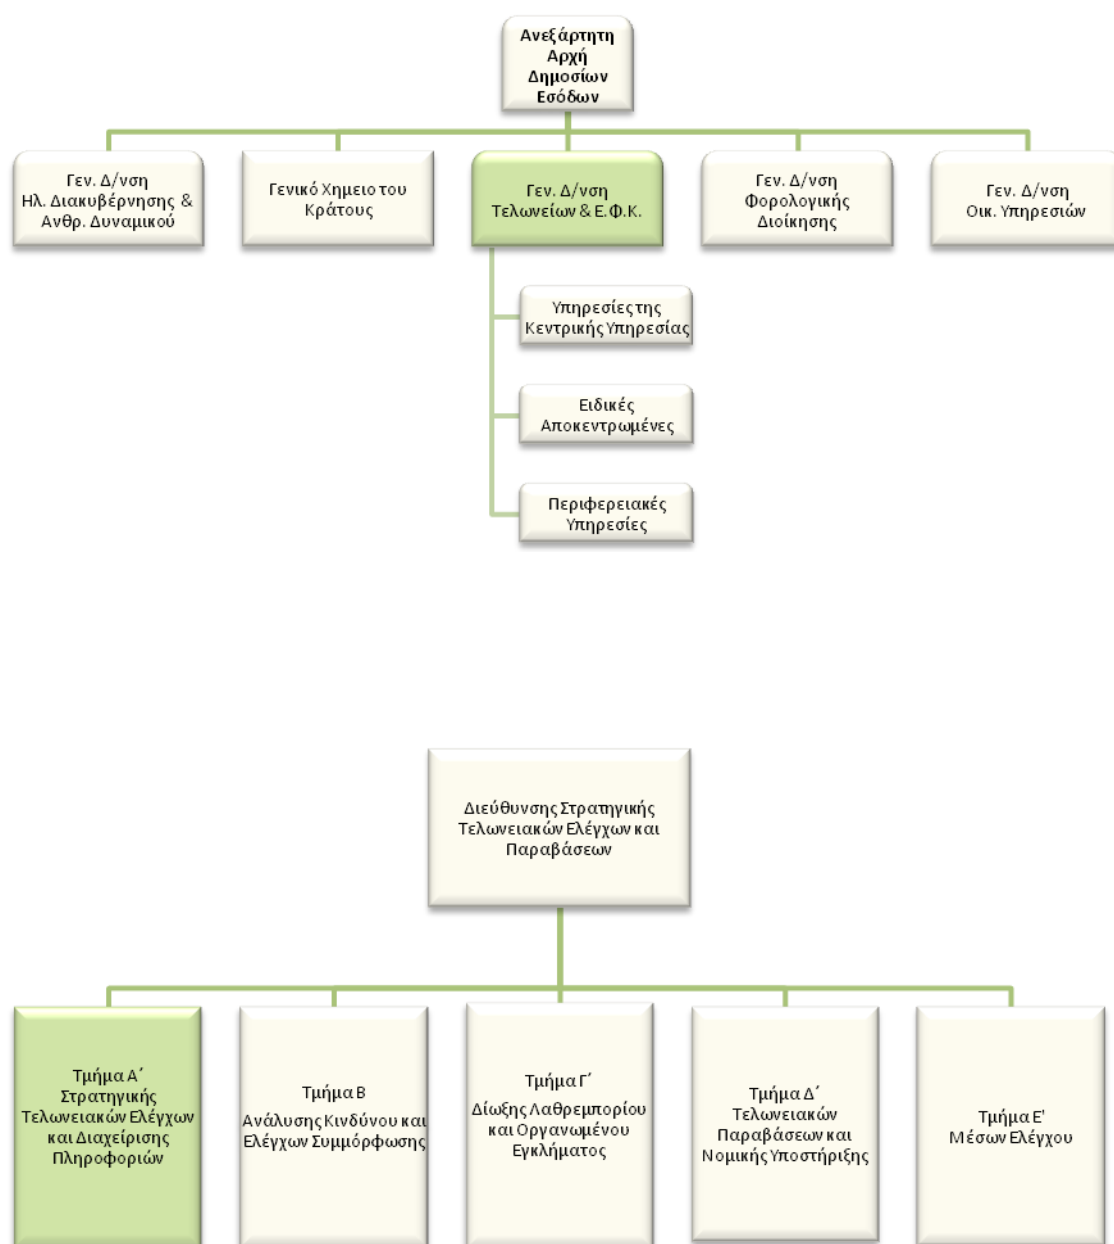 Ανεξάρτητη
Αρχή
Δημοσίων
Εσόδων
Γεν. Δ/νση
Ηλ. Διακυβέρνησης &
Ανθρ. Δυναμικού
Γενικό Χημειο του
Κράτους
Γεν. Δ/νση
Τελωνείων & Ε.Φ.Κ.
Γεν. Δ/νση
Φορολογικής
Διοίκησης
Γεν. Δ/νση
Οικ. Υπηρεσιών
Υπηρεσίες της
Κεντρικής Υπηρεσίας
Ειδικές
Αποκεντρωμένες
Περιφερειακές
Υπηρεσίες
Διεύθυνσης Στρατηγικής
Τελωνειακών Ελέγχων και
Παραβάσεων
Τμήμα Α΄
Στρατηγικής
Τελωνειακών Ελέγχων
και Διαχείρισης
Πληροφοριών
Τμήμα Β
Ανάλυσης Κινδύνου και
Ελέγχων Συμμόρφωσης
Τμήμα Γ΄
Δίωξης Λαθρεμπορίου
και Οργανωμένου
Εγκλήματος
Τμήμα Δ΄
Τελωνειακών
Παραβάσεων και
Νομικής Υποστήριξης
Τμήμα Ε'
Μέσων Ελέγχου